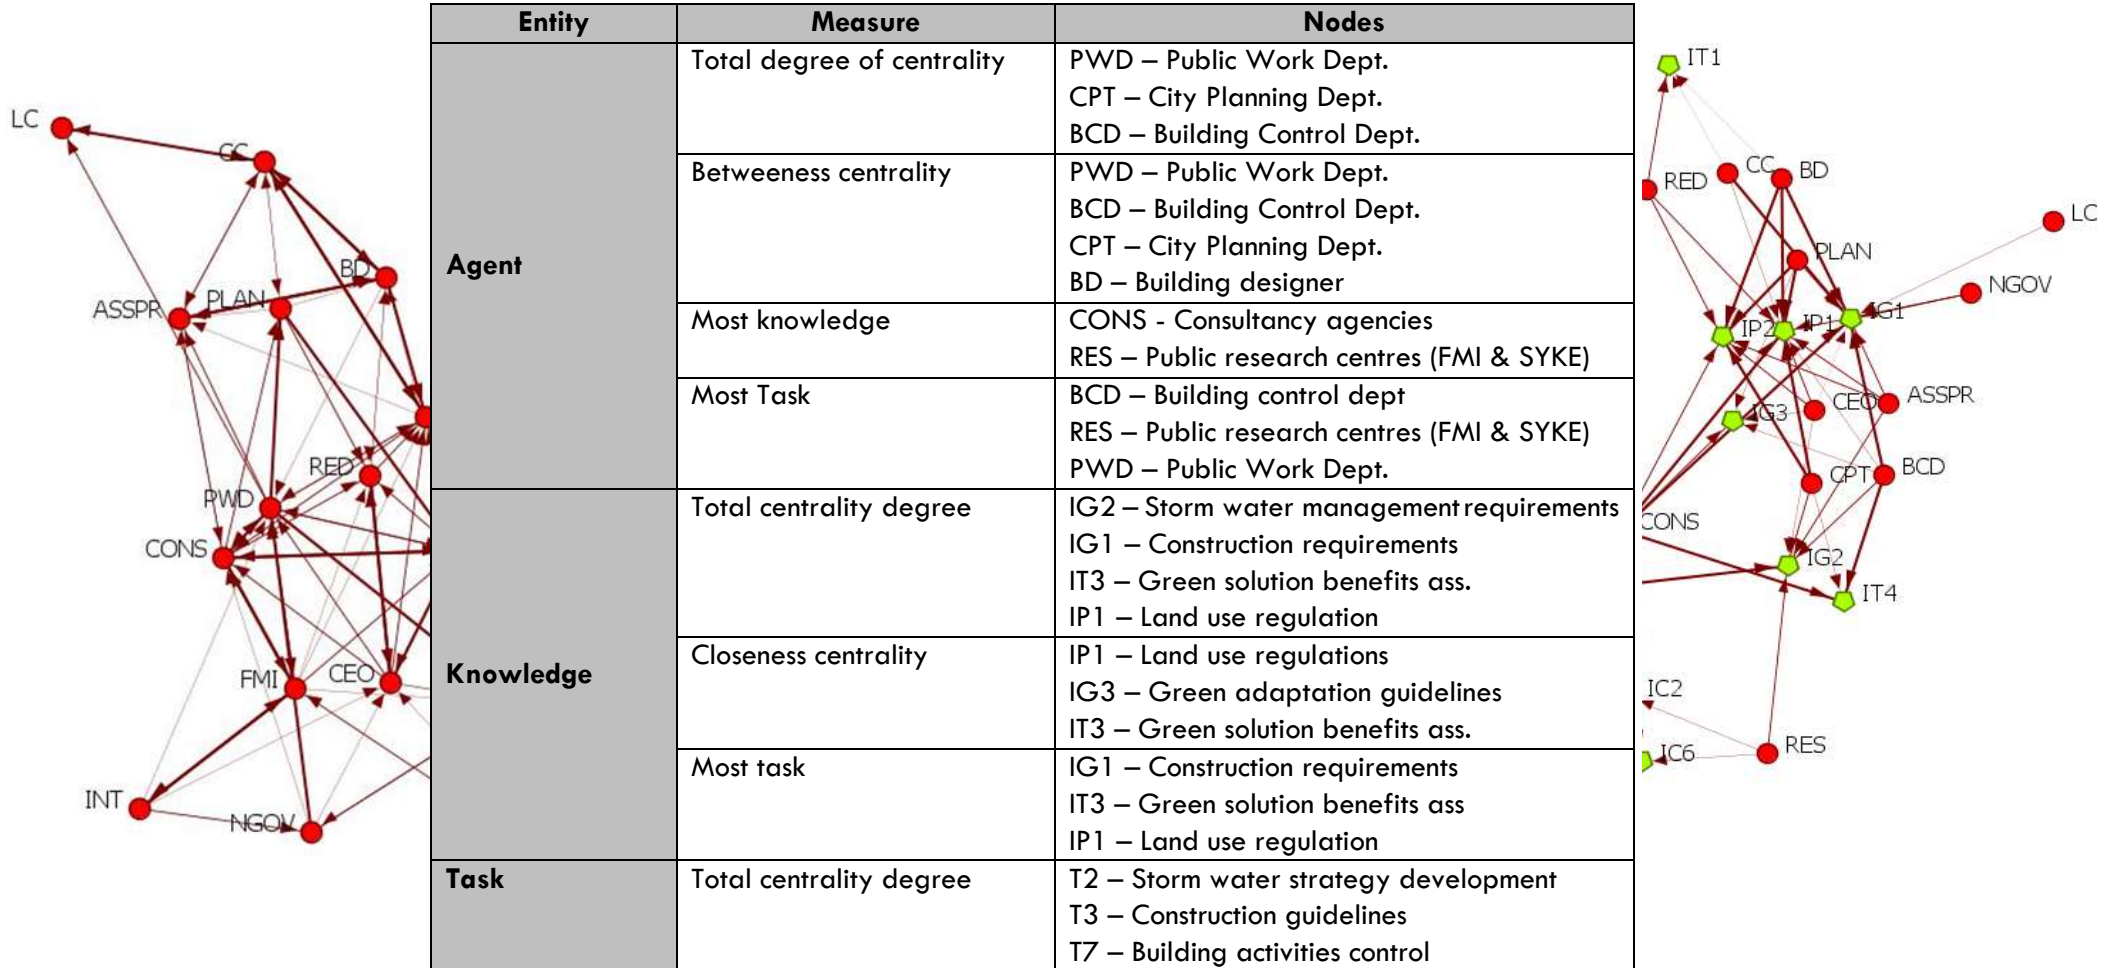 LC
CC
BD
ASSPR
PLAN
RED
PWD
CONS
FMI
CEO
INT
NGOV
Entity Measure Nodes
Agent
Total degree of centrality
PWD – Public Work Dept.
CPT – City Planning Dept.
BCD – Building Control Dept.
Betweeness centrality
PWD – Public Work Dept.
BCD – Building Control Dept.
CPT – City Planning Dept.
BD – Building designer
Most knowledge
CONS - Consultancy agencies
RES – Public research centres (FMI & SYKE)
Most Task
BCD – Building control dept
RES – Public research centres (FMI & SYKE)
PWD – Public Work Dept.
Knowledge
Total centrality degree
IG2 – Storm water management requirements
IG1 – Construction requirements
IT3 – Green solution benefits ass.
IP1 – Land use regulation
Closeness centrality
IP1 – Land use regulations
IG3 – Green adaptation guidelines
IT3 – Green solution benefits ass.
Most task
IG1 – Construction requirements
IT3 – Green solution benefits ass
IP1 – Land use regulation
Task
Total centrality degree
T2 – Storm water strategy development
T3 – Construction guidelines
T7 – Building activities control
IT1
RED
CC
BD
LC
PLAN
NGOV
IG1
IP2
IP1
ASSPR
CEO
IG3
CPT
BCD
CONS
IG2
IT4
IC2
IC6
RES